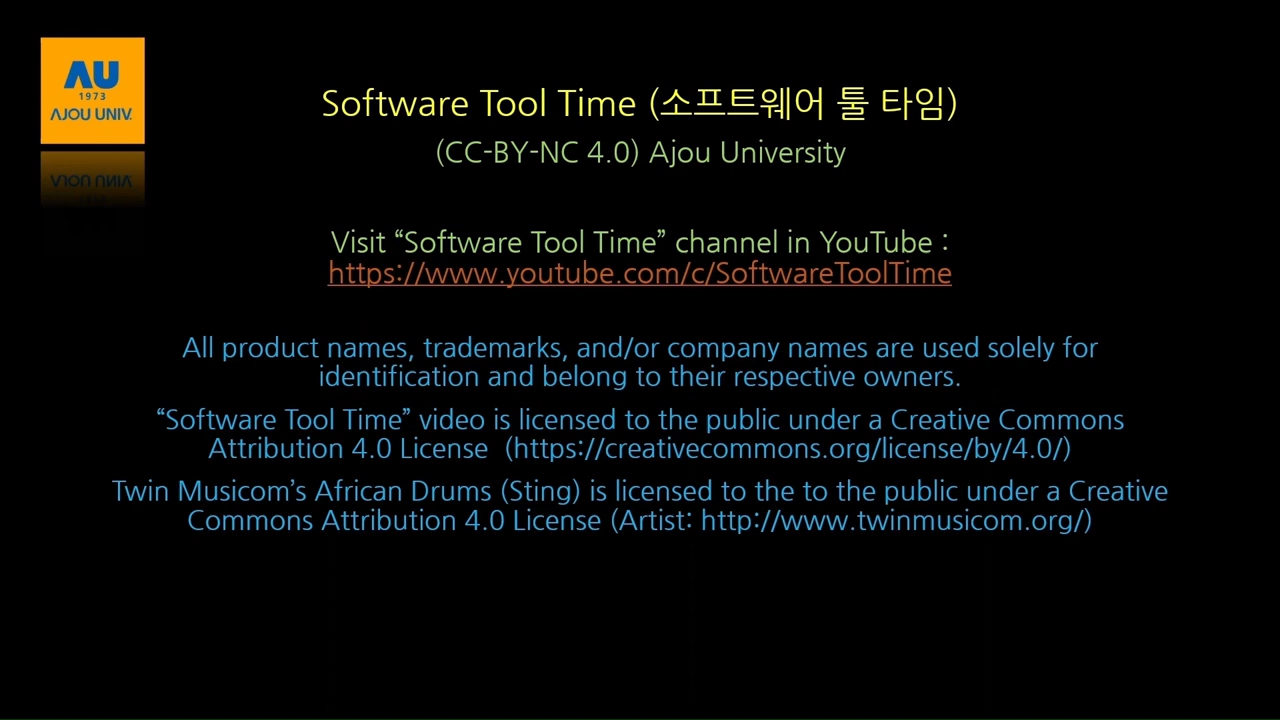 AU
1973
AJOU UNIV.
Software Tool Time (소프트웨어 툴 타임)
(CC-BY-NC 4.0) Ajou University
Visit “Software Tool Time” channel in YouTube :
https://www.youtube.com/c/SoftwareToolTime
All product names, trademarks, and/or company names are used solely for
identification and belong to their respective owners.
“Software Tool Time” video is licensed to the public under a Creative Commons
Attribution 4.0 License (https://creativecommons.org/license/by/4.0/)
Twin Musicom’s African Drums (Sting) is licensed to the to the public under a Creative
Commons Attribution 4.0 License (Artist: http://www.twinmusicom.org/)